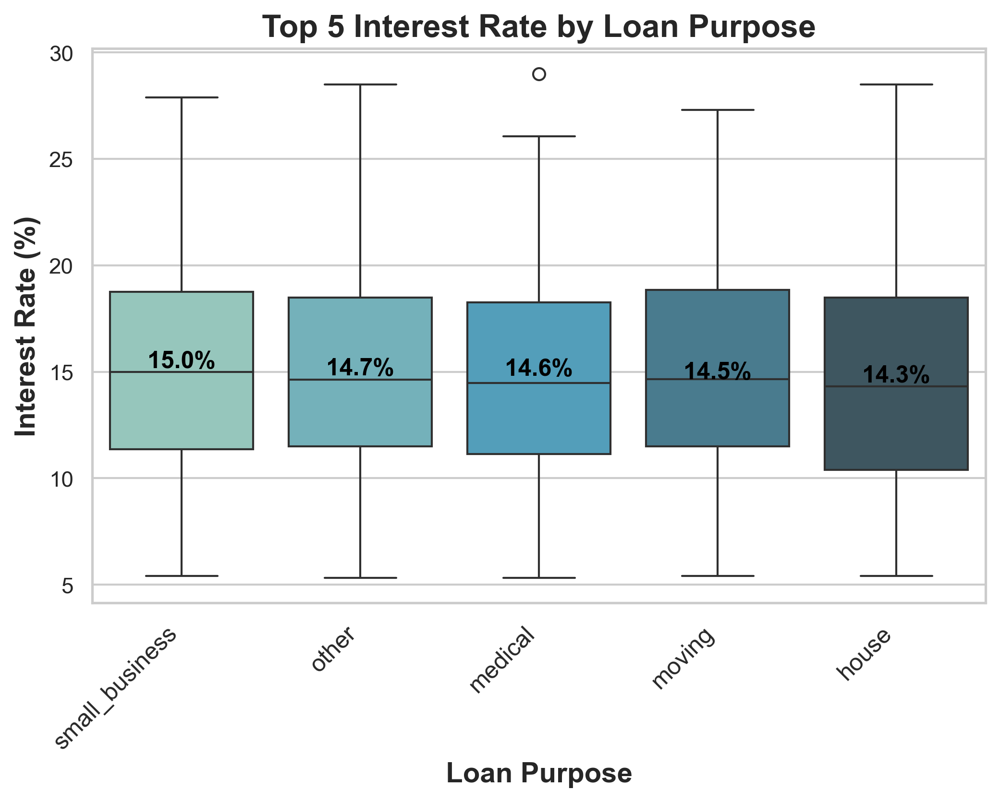 Top 5 Interest Rate by Loan Purpose
30
25
20
15
10
5
Interest Rate (%)
15.0%
14.7%
14.6%
14.5%
14.3%
small_business
other
medical
moving
house
Loan Purpose